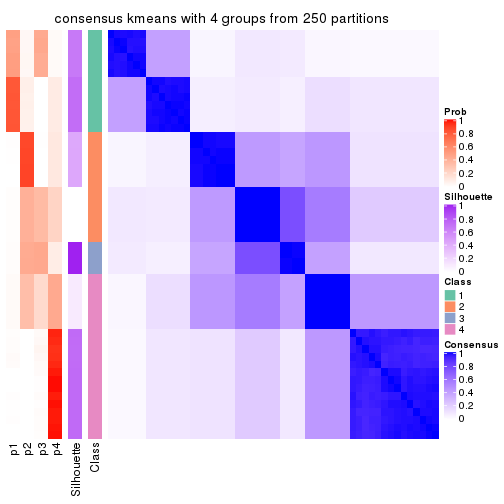 consensus kmeans with 4 groups from 250 partitions
Prob
1
0.8
0.6
0.4
0.2
0
Silhouette
1
0.8
0.6
0.4
0.2
0
Class
1
2
3
4
Consensus
1
0.8
0.6
0.4
0.2
0
p1
p2
p3
p4
Silhouette
Class